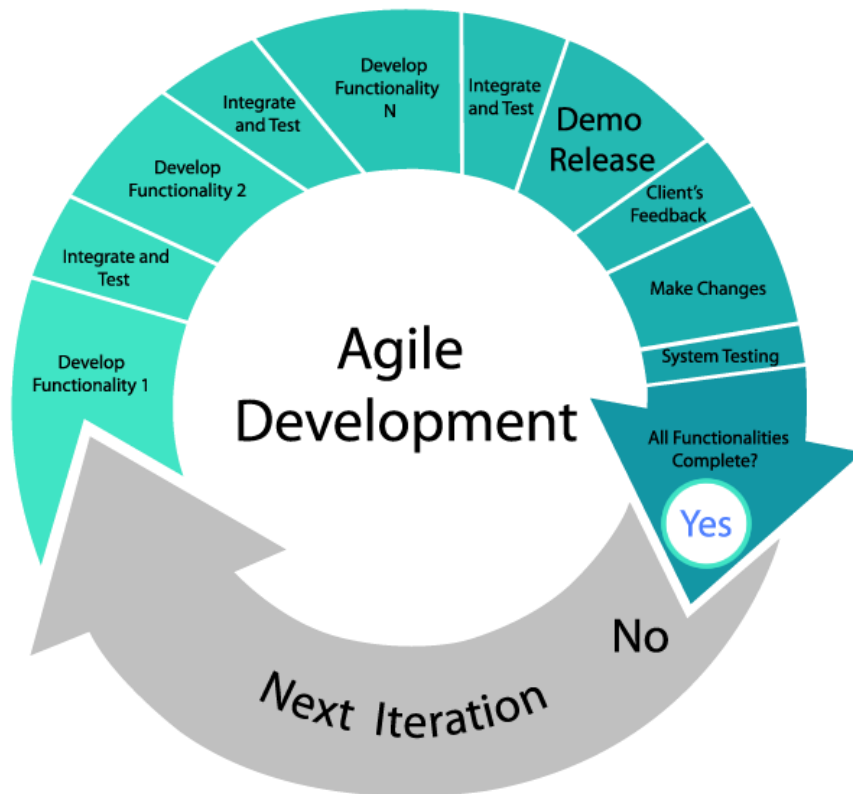 Develop
Functionality 1
Integrate and
Test
Develop
Functionality 2
Integrate
and Test
Develop
Functionality
N
Integrate
and Test
Demo
Release
Client's
Feedback
Make Changes
System Testing
All Functionalities
Complete?
Yes
No
Next Iteration
Agile
Development